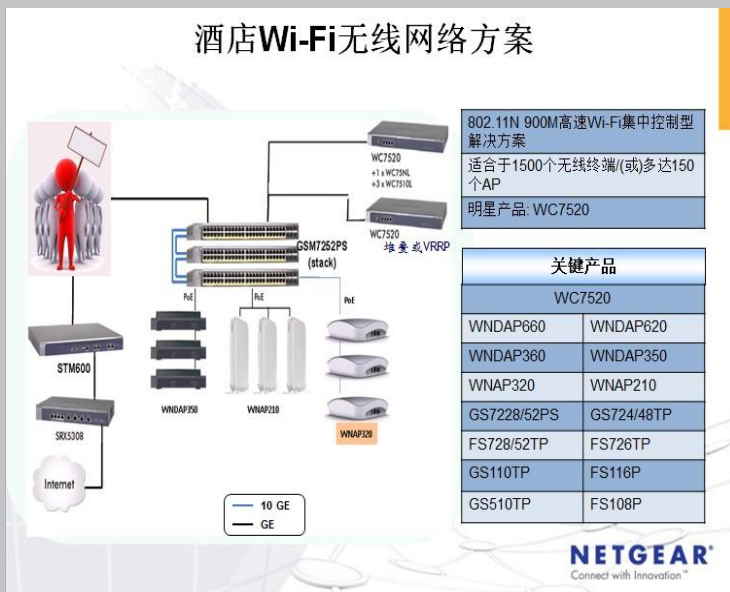 酒店Wi-Fi无线网络方案
WC7520
+1 x WC75NL
+3 x WC7510L
WC7520
堆叠或VRRP
GSM7252PS
(stack)
PoE
PoE
PoE
STM600
WNDAP350
WNAP210
WNAP320
SRX5308
Internet
10 GE
GE
802.11N 900M高速Wi-Fi集中控制型
解决方案
适合于1500个无线终端/(或)多达150
个AP
明星产品: WC7520
关键产品
WC7520
WNDAP660 WNDAP620
WNDAP360 WNDAP350
WNAP320 WNAP210
GS7228/52PS GS724/48TP
FS728/52TP FS726TP
GS110TP FS116P
GS510TP FS108P
NETGEAR®
Connect with Innovation™